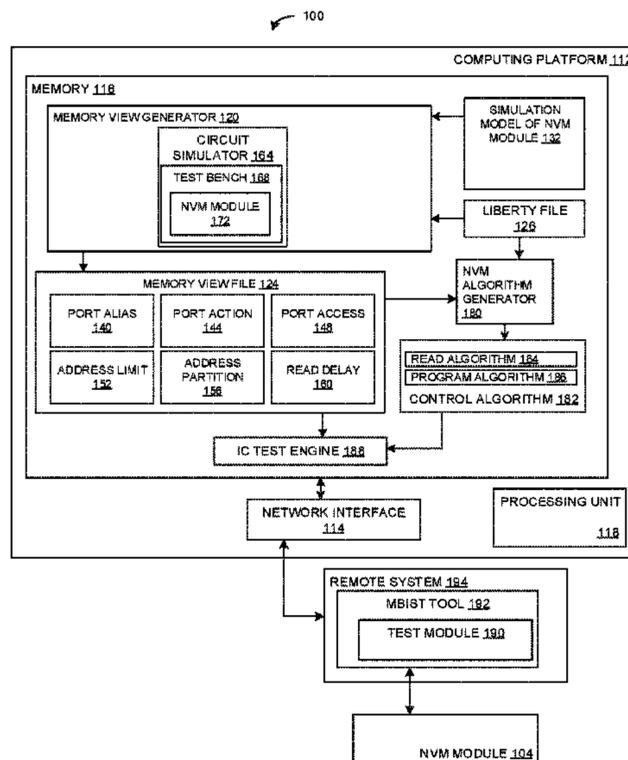 100
COMPUTING PLATFORM 112
MEMORY 118
MEMORY VIEW GENERATOR 120
CIRCUIT
SIMULATOR 164
TEST BENCH 168
NVM MODULE
172
SIMULATION
MODEL OF NVM
MODULE 132
LIBERTY FILE
126
MEMORY VIEW FILE 124
PORT ALIAS
140
PORT ACTION
144
PORT ACCESS
148
ADDRESS LIMIT
152
ADDRESS
PARTITION
156
READ DELAY
160
NVM
ALGORITHM
GENERATOR
180
READ ALGORITHM 184
PROGRAM ALGORITHM 186
CONTROL ALGORITHM 182
IC TEST ENGINE 188
NETWORK INTERFACE
114
PROCESSING UNIT
116
REMOTE SYSTEM 194
MBIST TOOL 192
TEST MODULE 190
NVM MODULE 104